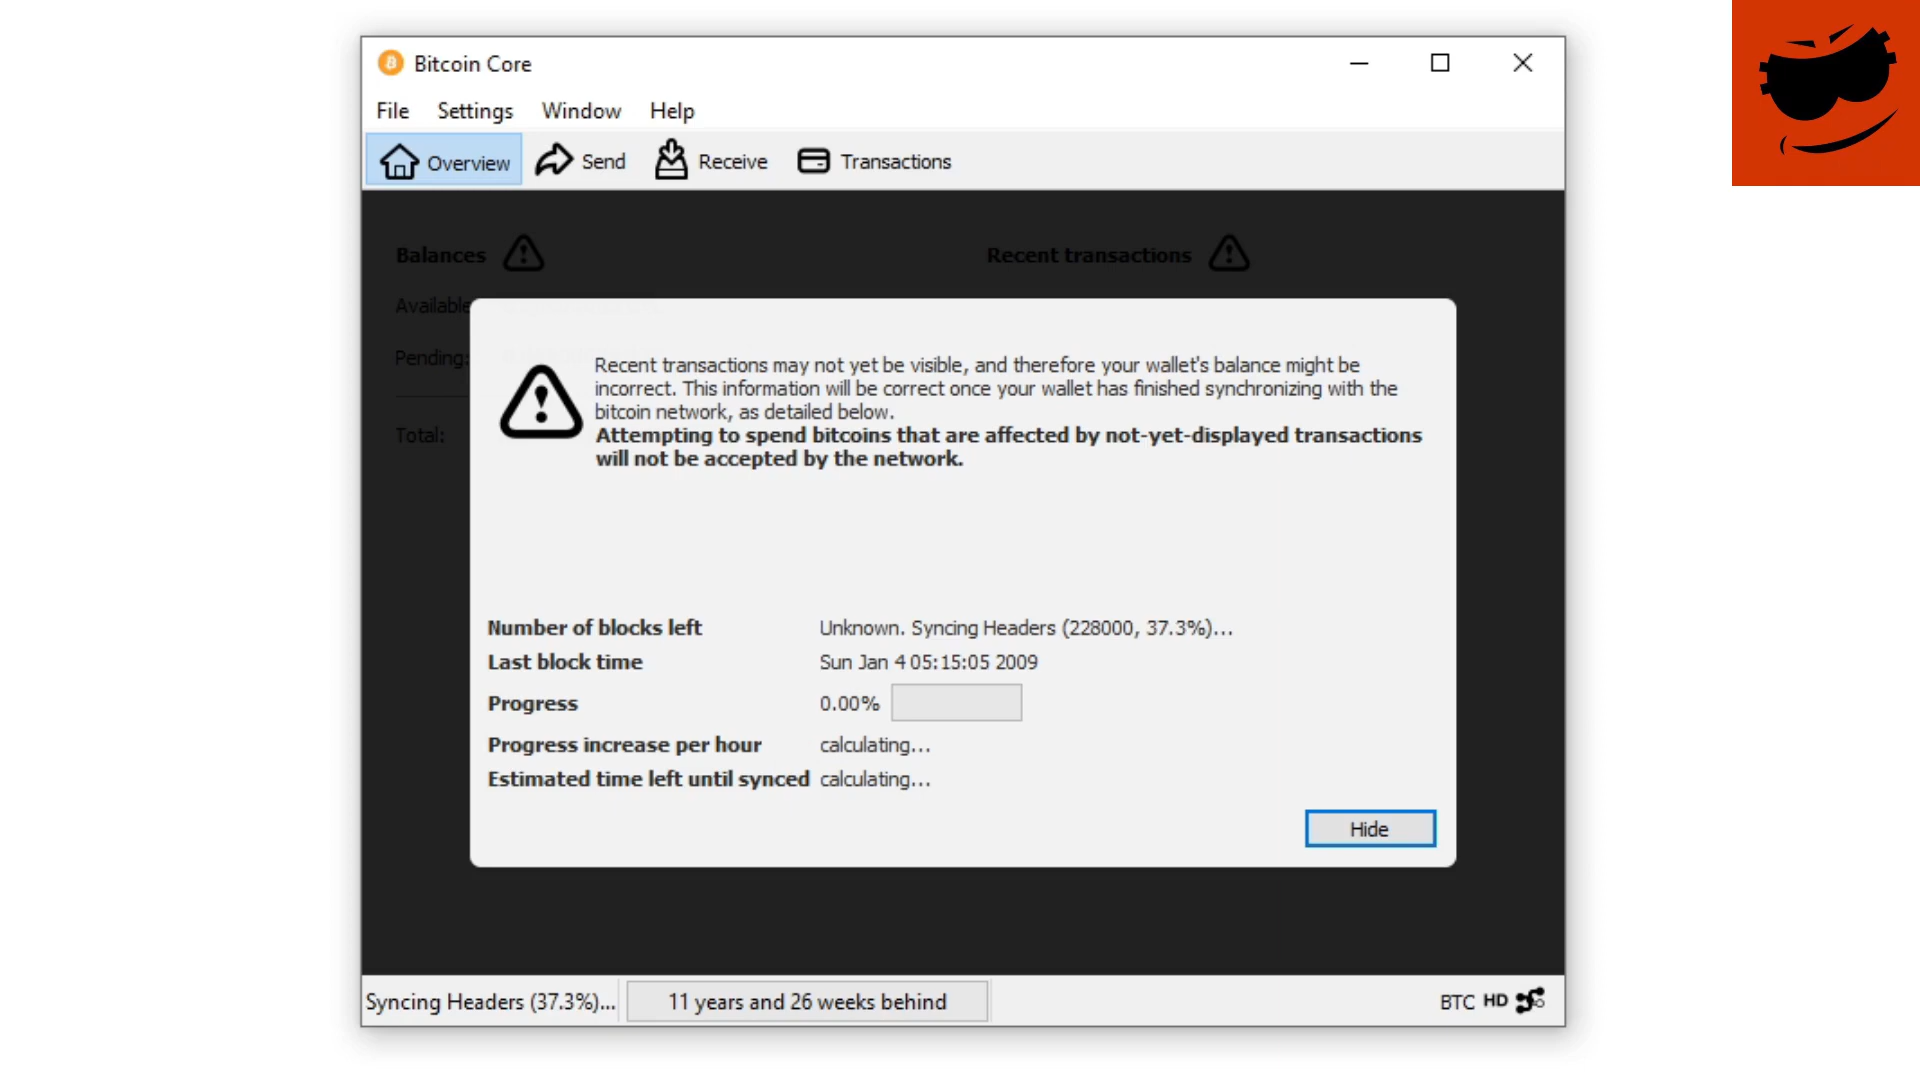 Bitcoin Core
File Settings Window Help
Overview Send Receive Transactions
Balances Recent transactions
Available
Pending:
Total:
Recent transactions may not yet be visible, and therefore your wallet's balance might be
incorrect. This information will be correct once your wallet has finished synchronizing with the
bitcoin network, as detailed below.
Attempting to spend bitcoins that are affected by not-yet-displayed transactions
will not be accepted by the network.
Number of blocks left Unknown. Syncing Headers (228000, 37.3%)...
Last block time Sun Jan 4 05:15:05 2009
Progress 0.00%
Progress increase per hour calculating...
Estimated time left until synced calculating...
Hide
Syncing Headers (37.3%)... 11 years and 26 weeks behind BTC HD